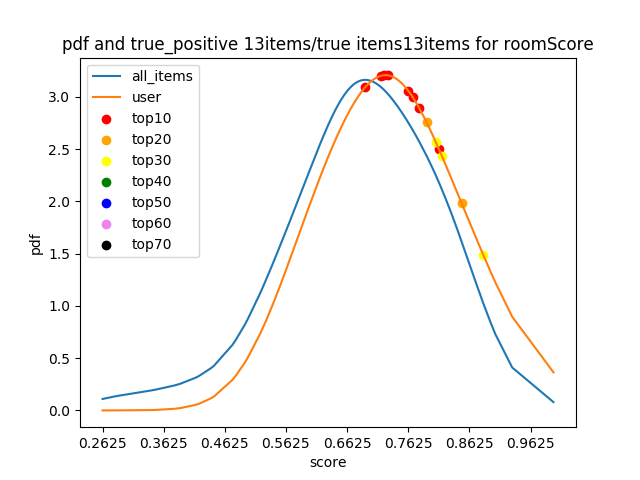 pdf and true_positive 13items/true items13items for roomScore
all_items
user
top10
top20
top30
top40
top50
top60
top70
pdf
3.0
2.5
2.0
1.5
1.0
0.5
0.0
0.2625 0.3625 0.4625 0.5625 0.6625 0.7625 0.8625 0.9625
score